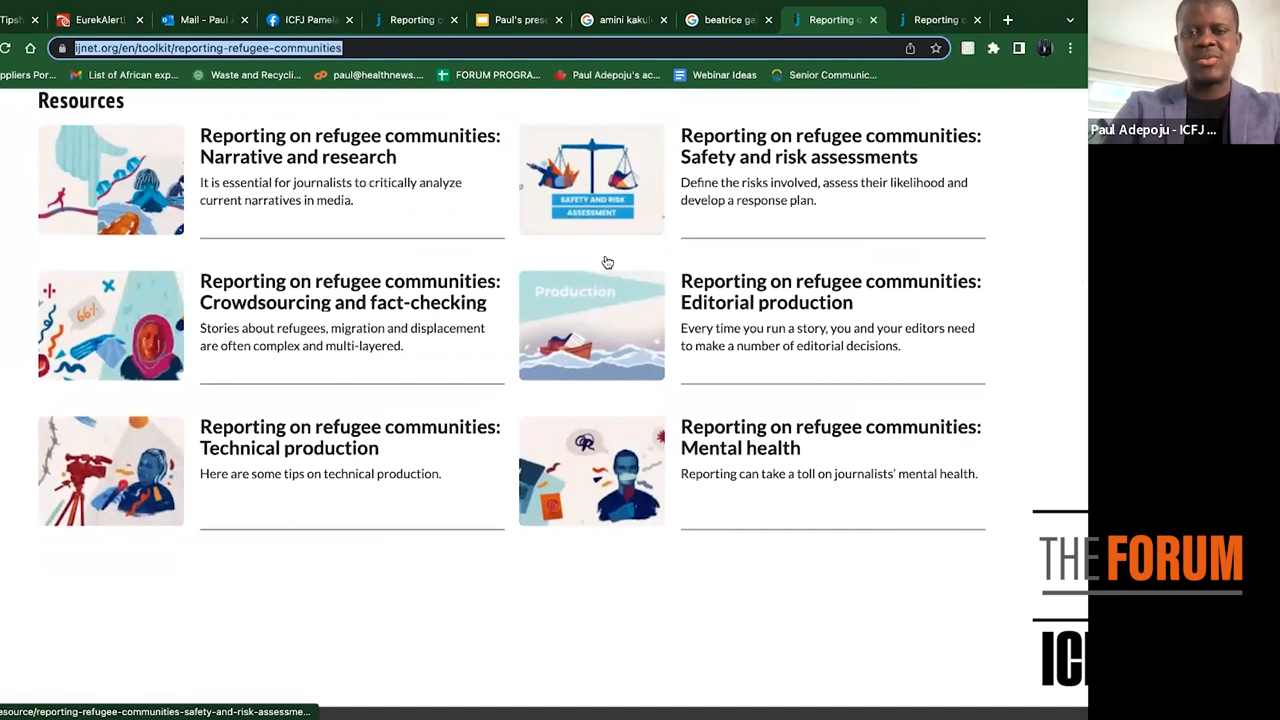 Tipsh
EurekAlert!
Mail - Paul A
ICFJ Pamela
Reporting o
Paul's prese
amini kakule
beatrice ga
Reporting o
Reporting o
ijnet.org/en/toolkit/reporting-refugee-communities
ppliers Por...
List of African exp...
Waste and Recycli...
paul@healthnews....
FORUM PROGRA...
Paul Adepoju's ac...
Webinar Ideas
Senior Communic...
Paul Adepoju - ICFJ ...
Resources
Reporting on refugee communities:
Narrative and research
It is essential for journalists to critically analyze
current narratives in media.
SAFETY AND RISK
ASSESSMENT
Reporting on refugee communities:
Safety and risk assessments
Define the risks involved, assess their likelihood and
develop a response plan.
66%
Reporting on refugee communities:
Crowdsourcing and fact-checking
Stories about refugees, migration and displacement
are often complex and multi-layered.
Production
Reporting on refugee communities:
Editorial production
Every time you run a story, you and your editors need
to make a number of editorial decisions.
Reporting on refugee communities:
Technical production
Here are some tips on technical production.
Reporting on refugee communities:
Mental health
Reporting can take a toll on journalists' mental health.
THE FORUM
ICI
esource/reporting-refugee-communities-safety-and-risk-assessme...